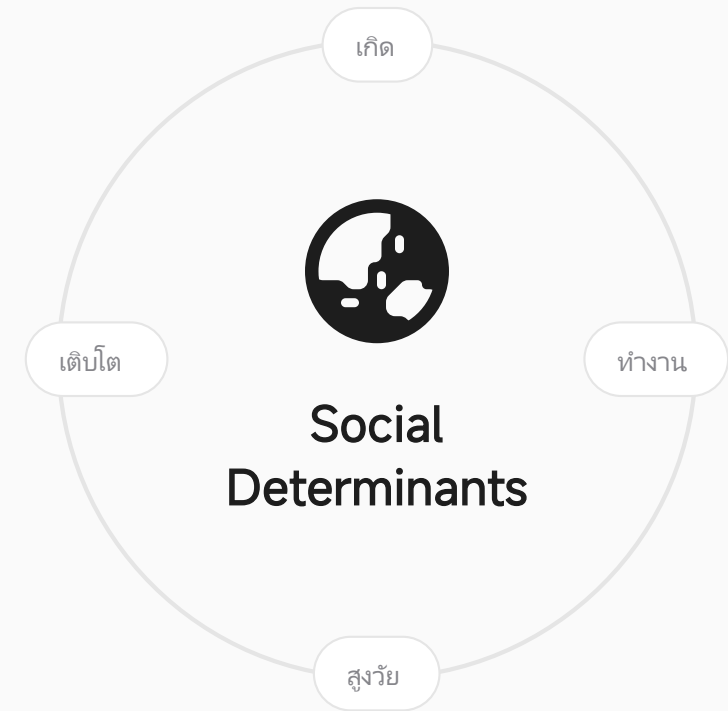 เกิด
เติบโต
ทำงาน
Social
Determinants
สูงวัย